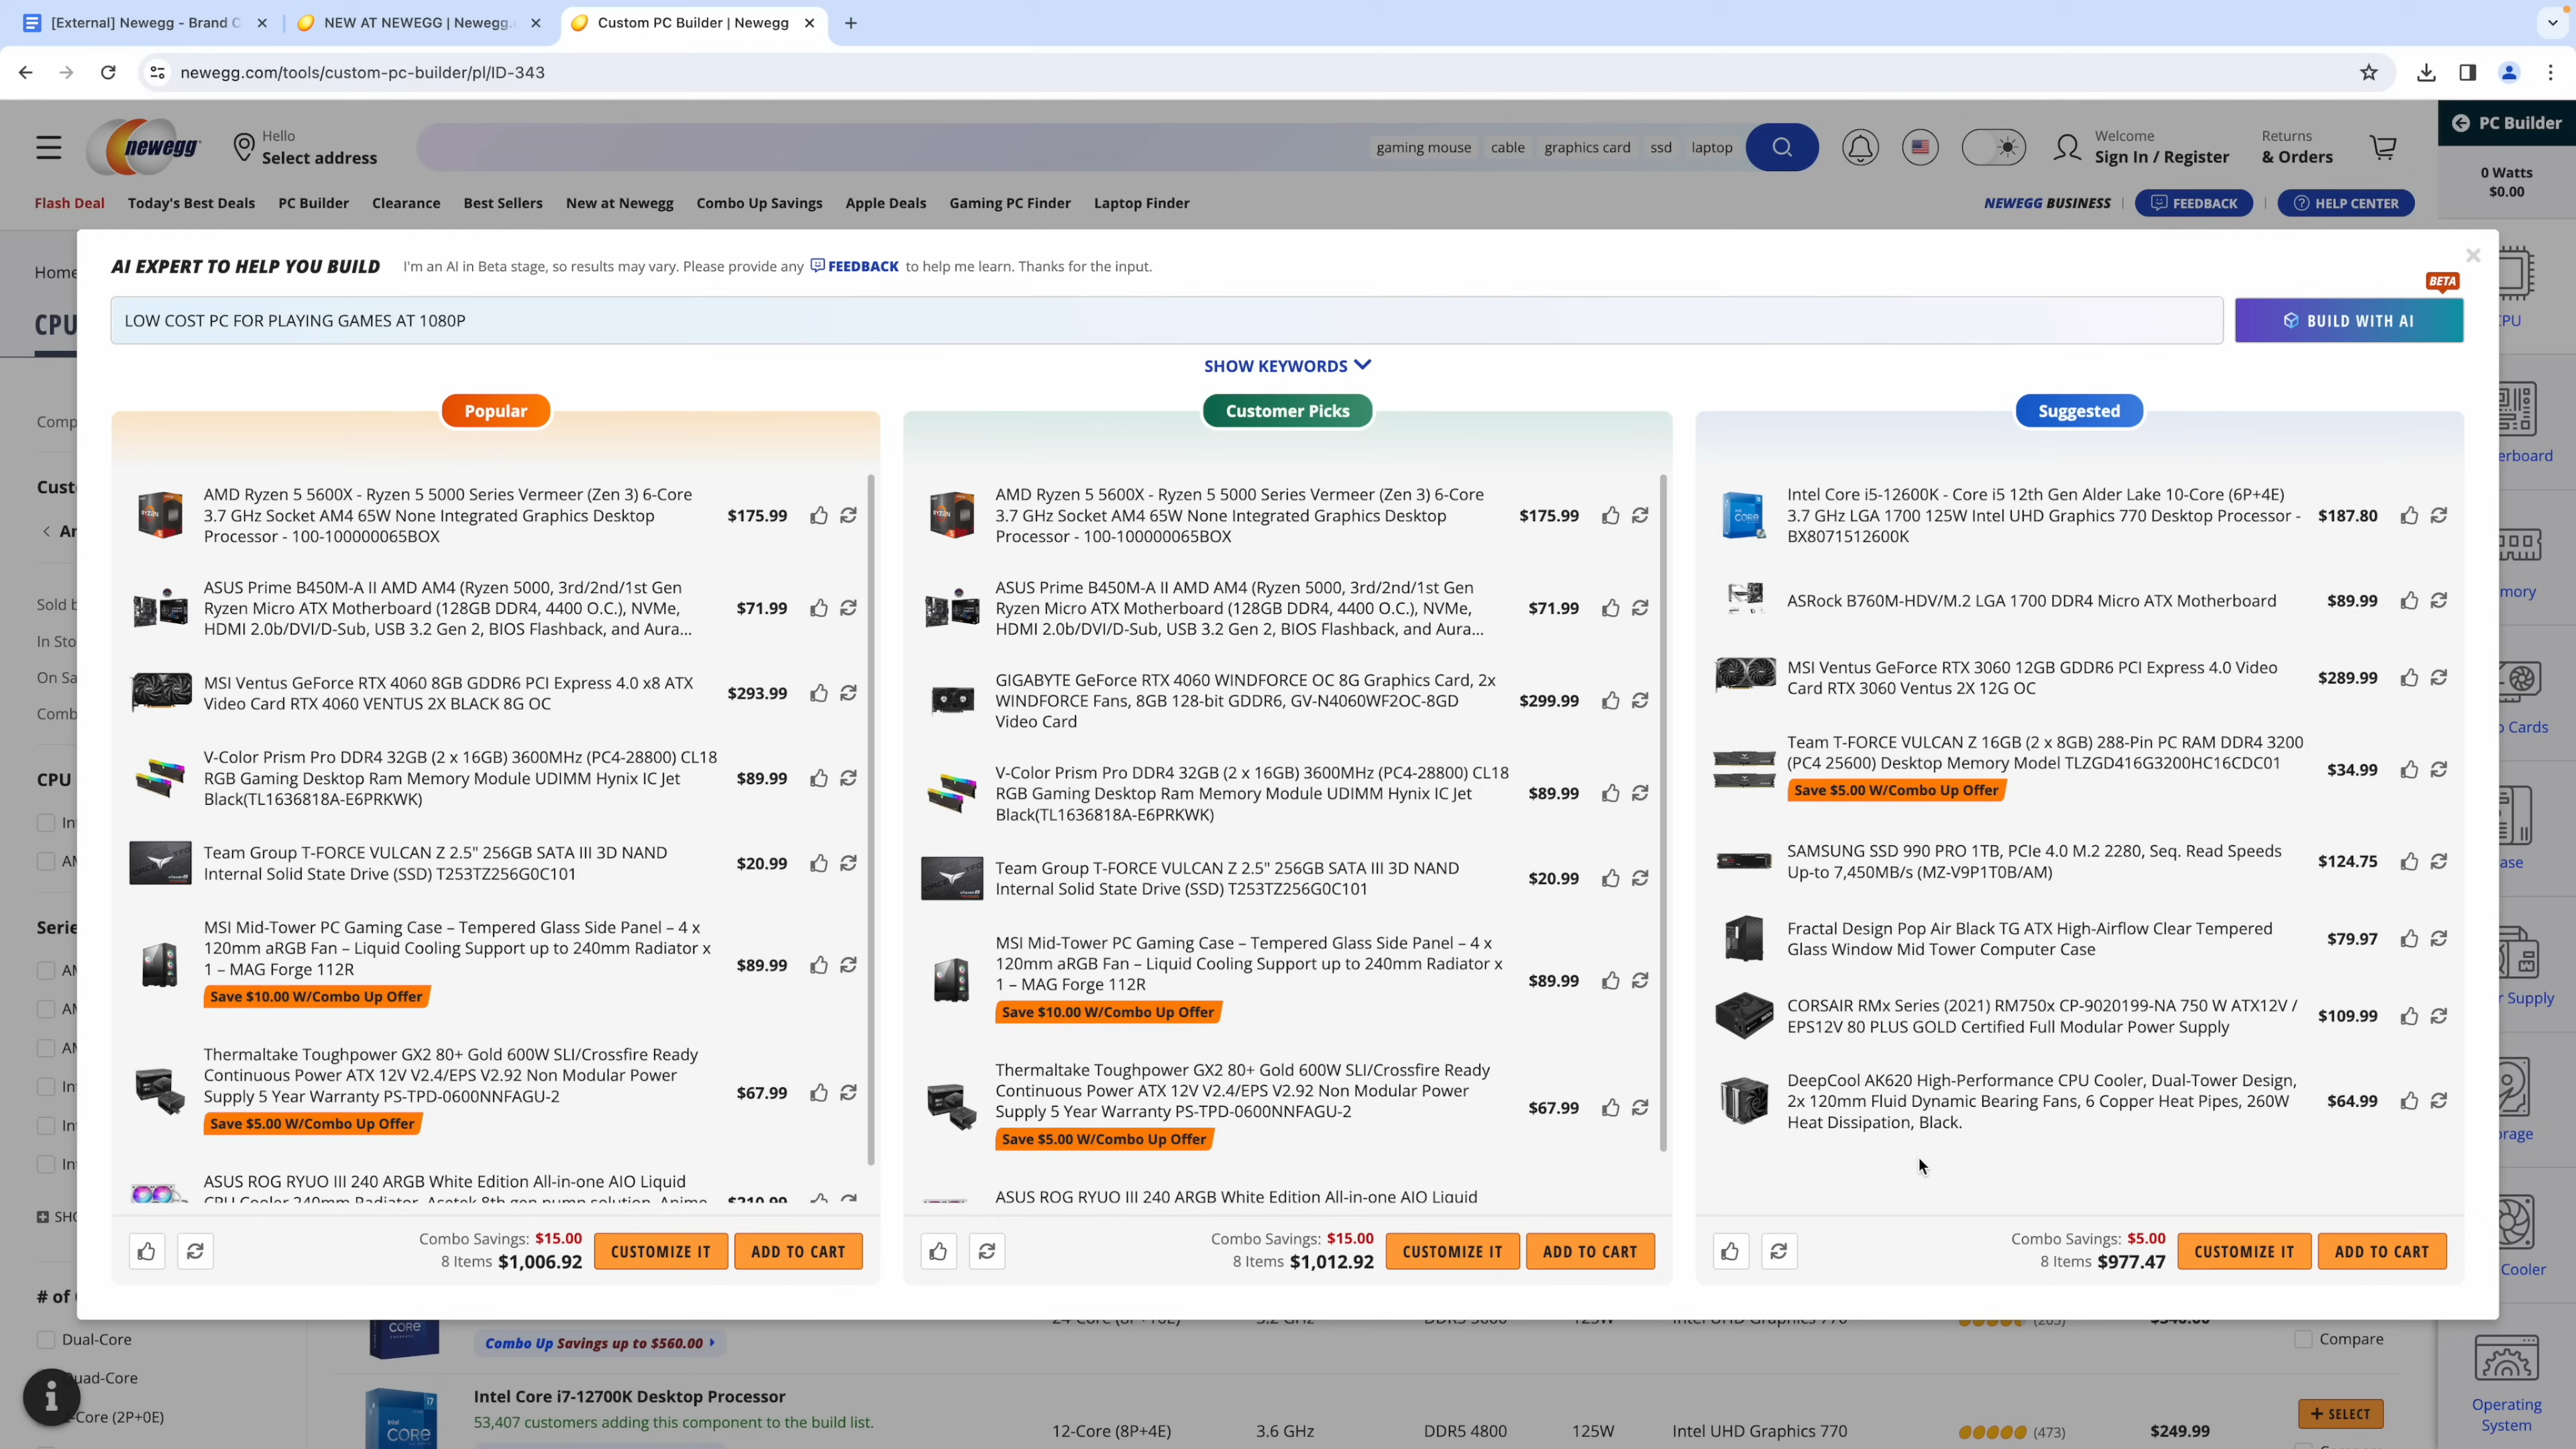 [External] Newegg - Brand C
NEW AT NEWEGG | Newegg.
Custom PC Builder | Newegg
newegg.com/tools/custom-pc-builder/pl/ID-343
newegg
Hello
Select address
gaming mouse cable graphics card ssd laptop
Welcome
Sign In / Register
Returns
& Orders
PC Builder
0 Watts
$0.00
Flash Deal Today's Best Deals PC Builder Clearance Best Sellers New at Newegg Combo Up Savings Apple Deals Gaming PC Finder Laptop Finder
NEWEGG BUSINESS FEEDBACK HELP CENTER
Home
AI EXPERT TO HELP YOU BUILD I'm an AI in Beta stage, so results may vary. Please provide any FEEDBACK to help me learn. Thanks for the input.
BETA
CPU
LOW COST PC FOR PLAYING GAMES AT 1080P
BUILD WITH AI
SHOW KEYWORDS
Popular
AMD Ryzen 5 5600X - Ryzen 5 5000 Series Vermeer (Zen 3) 6-Core
3.7 GHz Socket AM4 65W None Integrated Graphics Desktop
Processor - 100-100000065BOX
$175.99
ASUS Prime B450M-A II AMD AM4 (Ryzen 5000, 3rd/2nd/1st Gen
Ryzen Micro ATX Motherboard (128GB DDR4, 4400 O.C.), NVMe,
HDMI 2.0b/DVI/D-Sub, USB 3.2 Gen 2, BIOS Flashback, and Aura...
$71.99
MSI Ventus GeForce RTX 4060 8GB GDDR6 PCI Express 4.0 x8 ATX
Video Card RTX 4060 VENTUS 2X BLACK 8G OC
$293.99
V-Color Prism Pro DDR4 32GB (2 x 16GB) 3600MHz (PC4-28800) CL18
RGB Gaming Desktop Ram Memory Module UDIMM Hynix IC Jet
Black(TL1636818A-E6PRKWK)
$89.99
Team Group T-FORCE VULCAN Z 2.5" 256GB SATA III 3D NAND
Internal Solid State Drive (SSD) T253TZ256G0C101
$20.99
MSI Mid-Tower PC Gaming Case – Tempered Glass Side Panel – 4 x
120mm aRGB Fan – Liquid Cooling Support up to 240mm Radiator x
1 – MAG Forge 112R
$89.99
Save $10.00 W/Combo Up Offer
Thermaltake Toughpower GX2 80+ Gold 600W SLI/Crossfire Ready
Continuous Power ATX 12V V2.4/EPS V2.92 Non Modular Power
Supply 5 Year Warranty PS-TPD-0600NNFAGU-2
$67.99
Save $5.00 W/Combo Up Offer
ASUS ROG RYUO III 240 ARGB White Edition All-in-one AIO Liquid
CPU Cooler 240mm Radiator, Asetek 8th gen pump solution, Anime
$210.99
Combo Savings: $15.00
8 Items $1,006.92
CUSTOMIZE IT
ADD TO CART
Customer Picks
AMD Ryzen 5 5600X - Ryzen 5 5000 Series Vermeer (Zen 3) 6-Core
3.7 GHz Socket AM4 65W None Integrated Graphics Desktop
Processor - 100-100000065BOX
$175.99
ASUS Prime B450M-A II AMD AM4 (Ryzen 5000, 3rd/2nd/1st Gen
Ryzen Micro ATX Motherboard (128GB DDR4, 4400 O.C.), NVMe,
HDMI 2.0b/DVI/D-Sub, USB 3.2 Gen 2, BIOS Flashback, and Aura...
$71.99
GIGABYTE GeForce RTX 4060 WINDFORCE OC 8G Graphics Card, 2x
WINDFORCE Fans, 8GB 128-bit GDDR6, GV-N4060WF2OC-8GD
Video Card
$299.99
V-Color Prism Pro DDR4 32GB (2 x 16GB) 3600MHz (PC4-28800) CL18
RGB Gaming Desktop Ram Memory Module UDIMM Hynix IC Jet
Black(TL1636818A-E6PRKWK)
$89.99
Team Group T-FORCE VULCAN Z 2.5" 256GB SATA III 3D NAND
Internal Solid State Drive (SSD) T253TZ256G0C101
$20.99
MSI Mid-Tower PC Gaming Case – Tempered Glass Side Panel – 4 x
120mm aRGB Fan – Liquid Cooling Support up to 240mm Radiator x
1 – MAG Forge 112R
$89.99
Save $10.00 W/Combo Up Offer
Thermaltake Toughpower GX2 80+ Gold 600W SLI/Crossfire Ready
Continuous Power ATX 12V V2.4/EPS V2.92 Non Modular Power
Supply 5 Year Warranty PS-TPD-0600NNFAGU-2
$67.99
Save $5.00 W/Combo Up Offer
ASUS ROG RYUO III 240 ARGB White Edition All-in-one AIO Liquid
Combo Savings: $15.00
8 Items $1,012.92
CUSTOMIZE IT
ADD TO CART
Suggested
Intel Core i5-12600K - Core i5 12th Gen Alder Lake 10-Core (6P+4E)
3.7 GHz LGA 1700 125W Intel UHD Graphics 770 Desktop Processor -
BX8071512600K
$187.80
ASRock B760M-HDV/M.2 LGA 1700 DDR4 Micro ATX Motherboard
$89.99
MSI Ventus GeForce RTX 3060 12GB GDDR6 PCI Express 4.0 Video
Card RTX 3060 Ventus 2X 12G OC
$289.99
Team T-FORCE VULCAN Z 16GB (2 x 8GB) 288-Pin PC RAM DDR4 3200
(PC4 25600) Desktop Memory Model TLZGD416G3200HC16CDC01
$34.99
Save $5.00 W/Combo Up Offer
SAMSUNG SSD 990 PRO 1TB, PCIe 4.0 M.2 2280, Seq. Read Speeds
Up-to 7,450MB/s (MZ-V9P1T0B/AM)
$124.75
Fractal Design Pop Air Black TG ATX High-Airflow Clear Tempered
Glass Window Mid Tower Computer Case
$79.97
CORSAIR RMx Series (2021) RM750x CP-9020199-NA 750 W ATX12V /
EPS12V 80 PLUS GOLD Certified Full Modular Power Supply
$109.99
DeepCool AK620 High-Performance CPU Cooler, Dual-Tower Design,
2x 120mm Fluid Dynamic Bearing Fans, 6 Copper Heat Pipes, 260W
Heat Dissipation, Black.
$64.99
Combo Savings: $5.00
8 Items $977.47
CUSTOMIZE IT
ADD TO CART
Comp
Cust
Sold b
In Sto
On Sa
Comb
CPU
Serie
# of
Dual-Core
uad-Core
-Core (2P+0E)
Combo Up Savings up to $560.00
Compare
Intel Core i7-12700K Desktop Processor
53,407 customers adding this component to the build list.
12-Core (8P+4E) 3.6 GHz DDR5 4800 125W Intel UHD Graphics 770 (473) $249.99
+ SELECT
PU
erboard
mory
o Cards
ase
r Supply
orage
Cooler
Operating
System